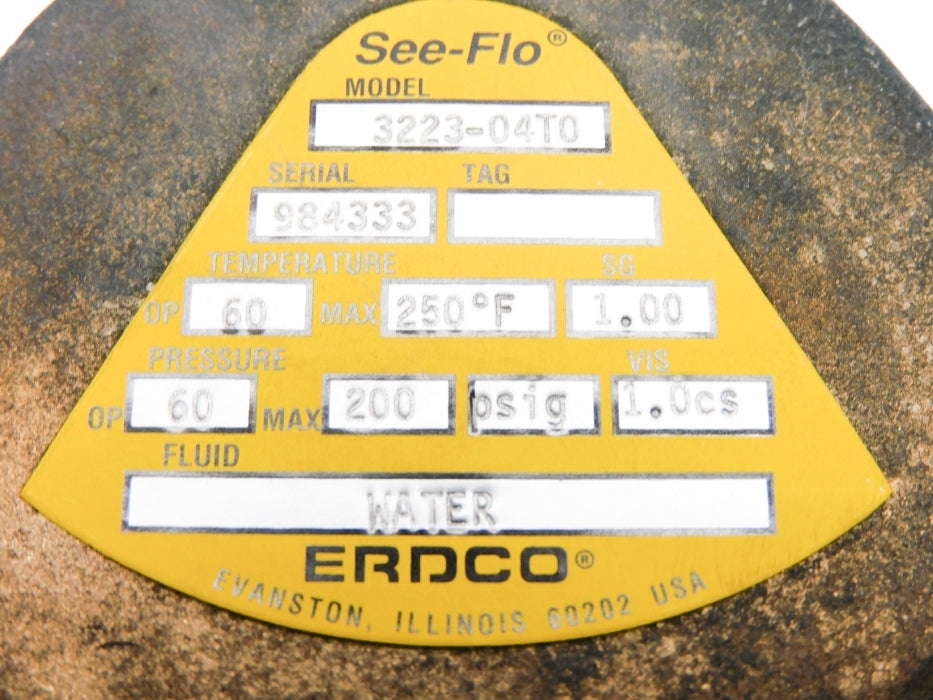 See-Flo®
MODEL
3223-04T0
SERIAL TAG
984333
TEMPERATURE SG
OP 60 MAX 250°F 1.00
PRESSURE VIS
OP 60 MAX 200 psig 1.0cs
FLUID
WATER
ERDCO®
EVANSTON, ILLINOIS 60202 USA